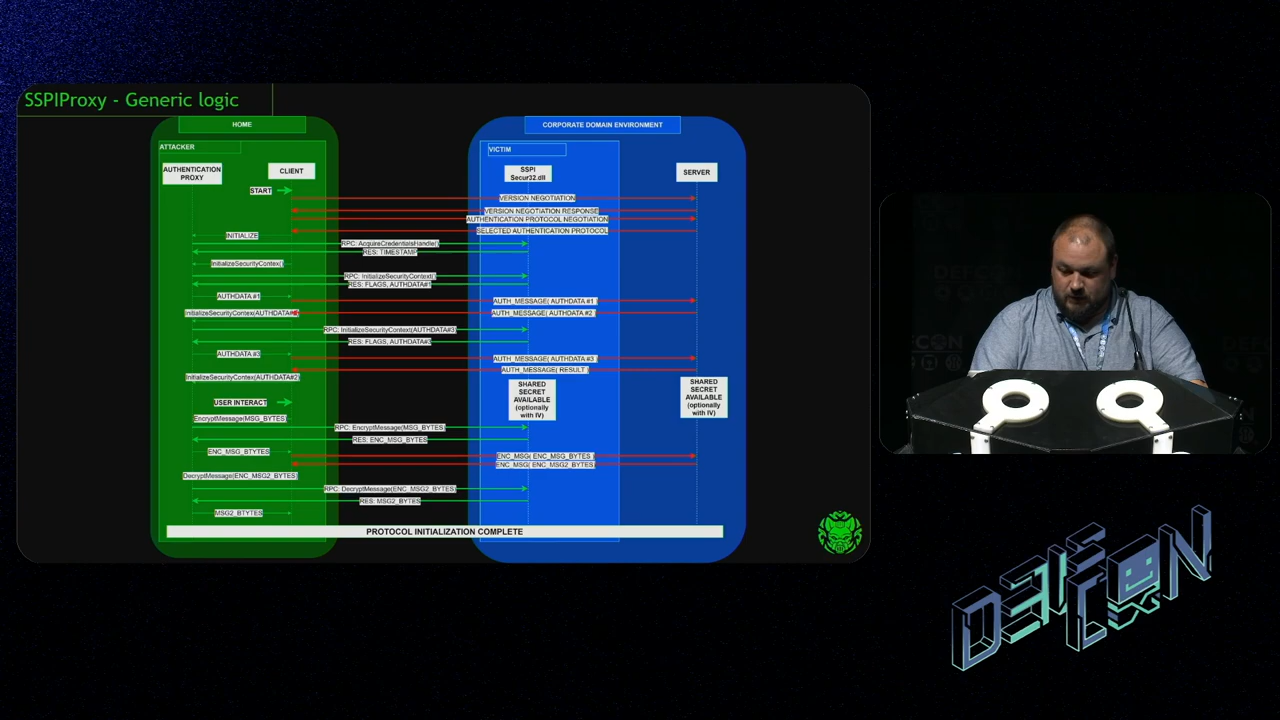 SSPIProxy - Generic logic
HOME
CORPORATE DOMAIN ENVIRONMENT
ATTACKER
VICTIM
AUTHENTICATION
PROXY
CLIENT
SSPI
Secur32.dll
SERVER
START
VERSION NEGOTIATION
VERSION NEGOTIATION RESPONSE
AUTHENTICATION PROTOCOL NEGOTIATION
SELECTED AUTHENTICATION PROTOCOL
INITIALIZE
RPC: AcquireCredentialsHandle()
RES: TIMESTAMP
InitializeSecurityContex()
RPC: InitializeSecurityContext()
RES: FLAGS, AUTHDATA#1
AUTHDATA #1
AUTH_MESSAGE( AUTHDATA #1 )
InitializeSecurityContex(AUTHDATA#2)
AUTH_MESSAGE( AUTHDATA #2 )
RPC: InitializeSecurityContext(AUTHDATA#3)
RES: FLAGS, AUTHDATA#3
AUTHDATA #3
AUTH_MESSAGE( AUTHDATA #3 )
AUTH_MESSAGE( RESULT )
InitializeSecurityContex(AUTHDATA#2)
SHARED
SECRET
AVAILABLE
(optionally
with IV)
SHARED
SECRET
AVAILABLE
(optionally
with IV)
USER INTERACT
EncryptMessage(MSG_BYTES)
RPC: EncryptMessage(MSG_BYTES)
RES: ENC_MSG_BYTES
ENC_MSG_BTYTES
ENC_MSG( ENC_MSG_BYTES )
ENC_MSG( ENC_MSG2_BYTES)
DecryptMessage(ENC_MSG2_BYTES)
RPC: DecryptMessage(ENC_MSG2_BYTES)
RES: MSG2_BYTES
MSG2_BTYTES
PROTOCOL INITIALIZATION COMPLETE
DEF CON